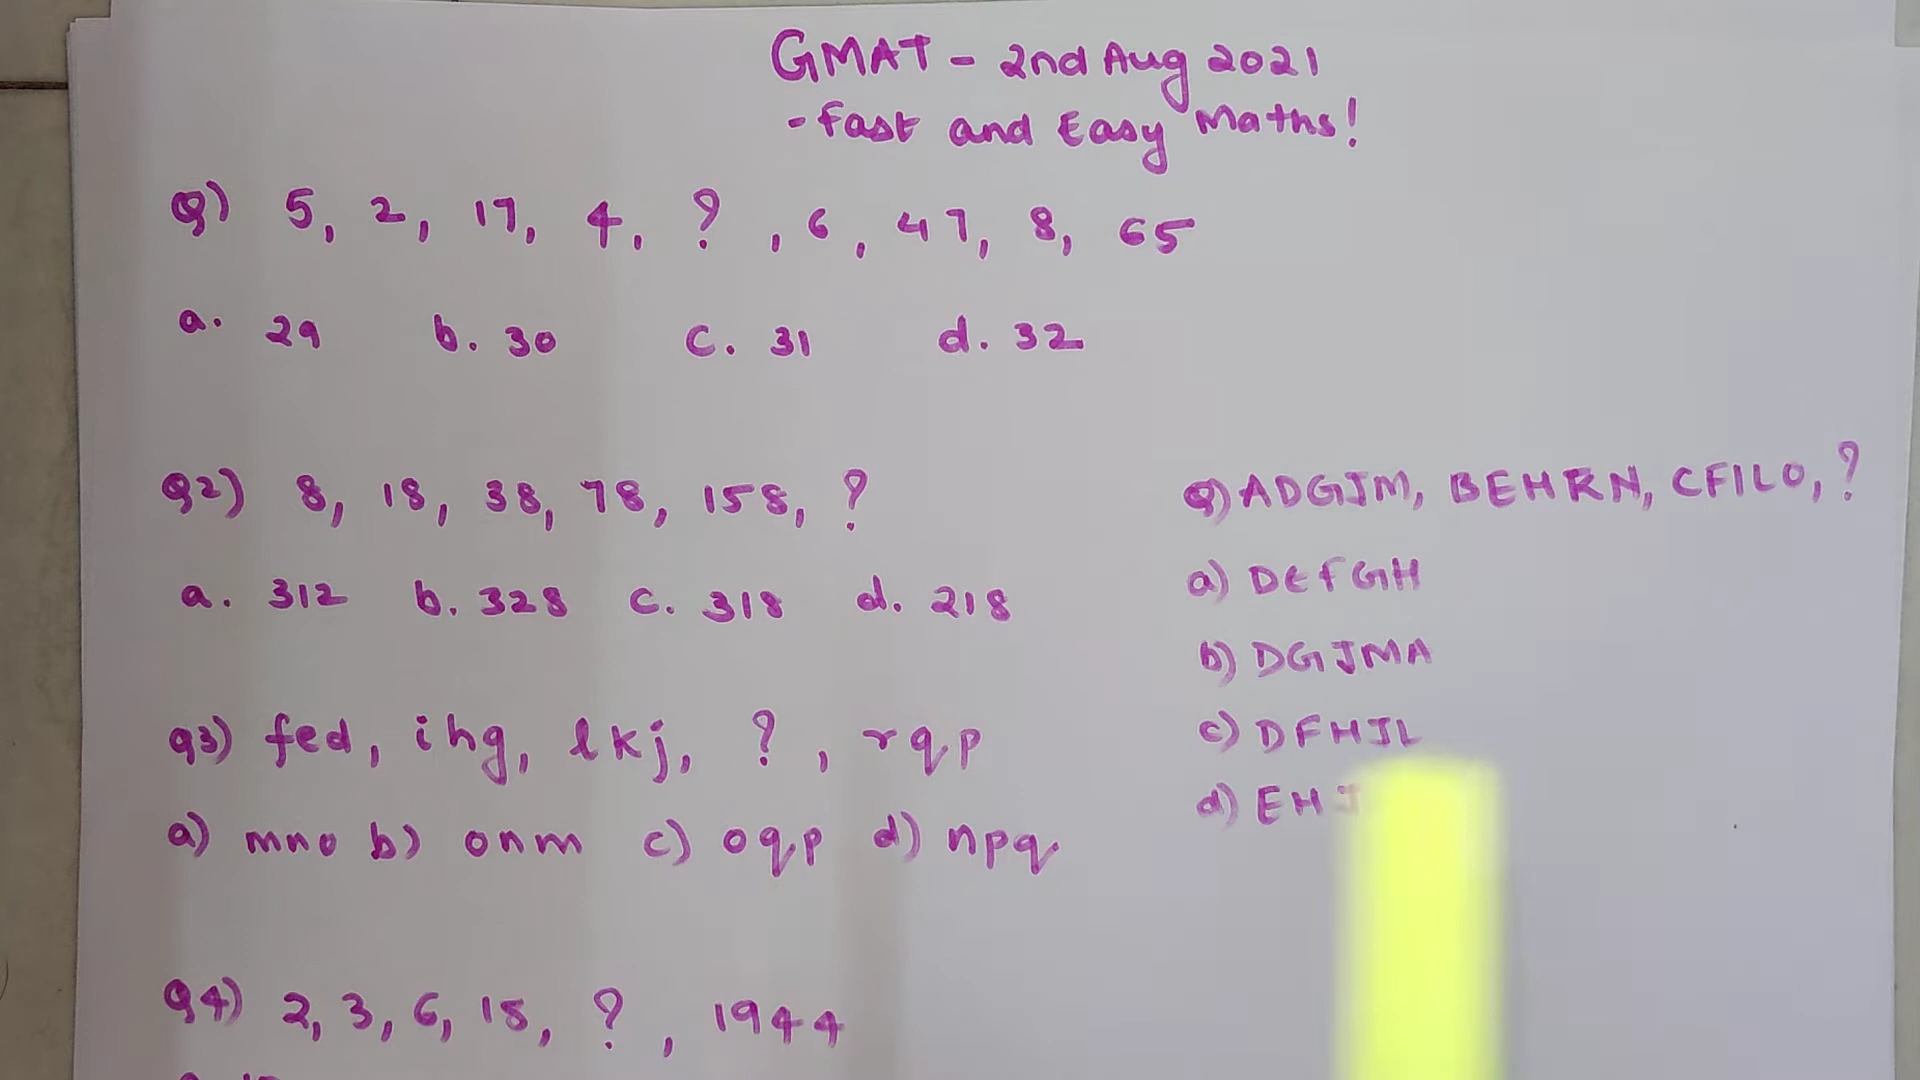 GMAT - 2nd Aug 2021
- Fast and Easy Maths!
Q) 5, 2, 17, 4, ?, 6, 47, 8, 65
a. 29 b. 30 c. 31 d. 32
Q2) 8, 18, 38, 78, 158, ?
a. 312 b. 328 c. 318 d. 218
Q3) fed, ihg, lkj, ?, rqp
a) mno b) onm c) oqp d) npq
Q4) 2, 3, 6, 18, ?, 1944
Q) ADGJM, BEHKN, CFILO, ?
a) DEFGH
b) DGJMA
c) DFHJL
d)